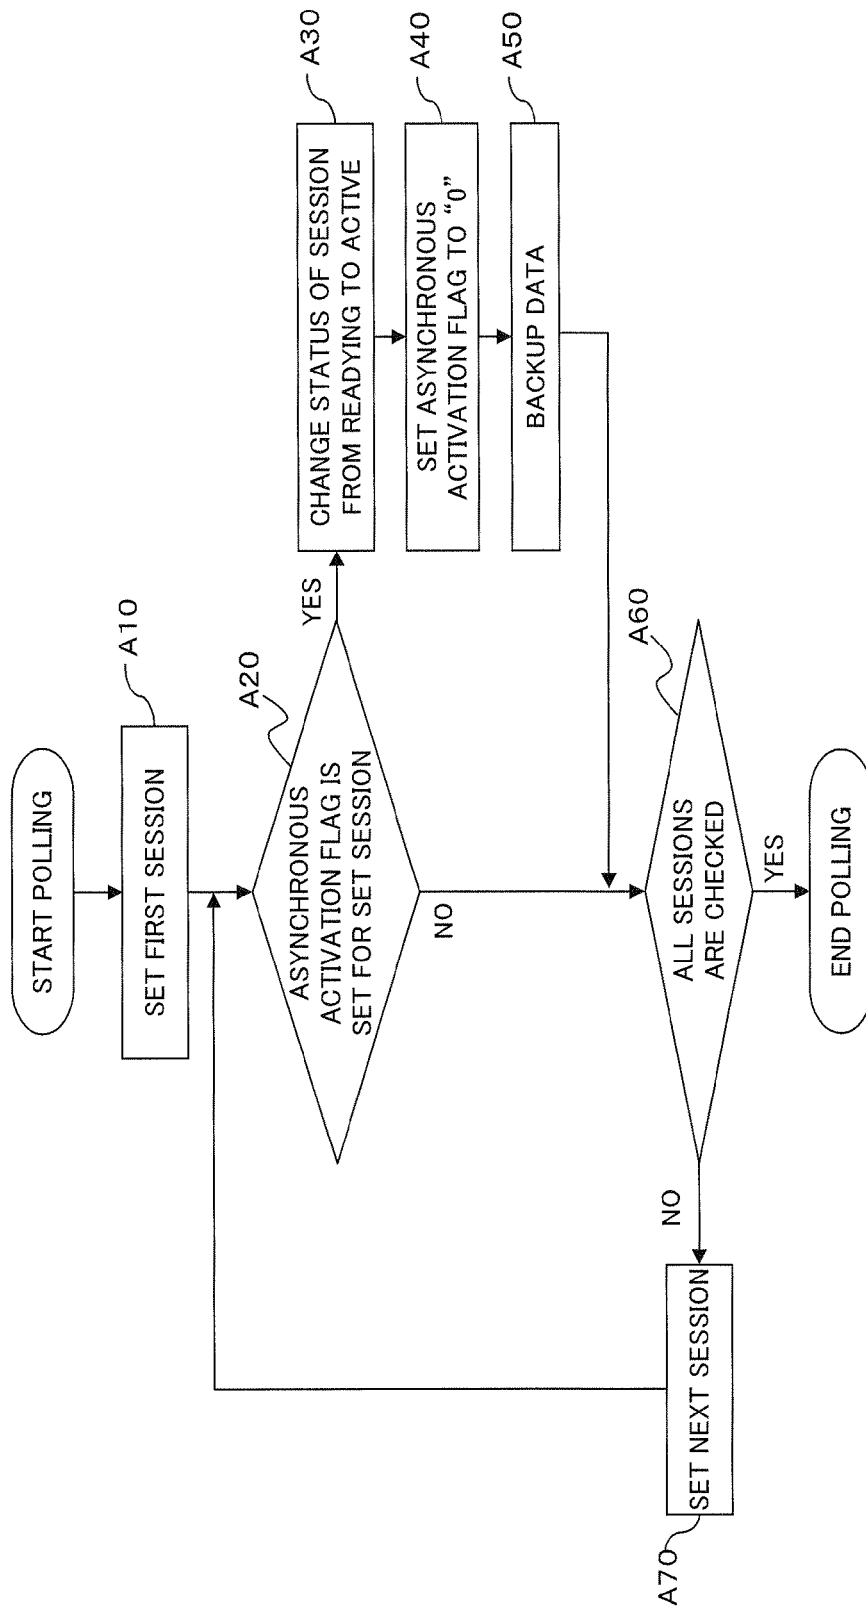 START POLLING
A10
SET FIRST SESSION
A20
ASYNCHRONOUS
ACTIVATION FLAG IS
SET FOR SET SESSION
YES
NO
A30
CHANGE STATUS OF SESSION
FROM READYING TO ACTIVE
A40
SET ASYNCHRONOUS
ACTIVATION FLAG TO “0”
A50
BACKUP DATA
A60
ALL SESSIONS
ARE CHECKED
NO
YES
A70
SET NEXT SESSION
END POLLING